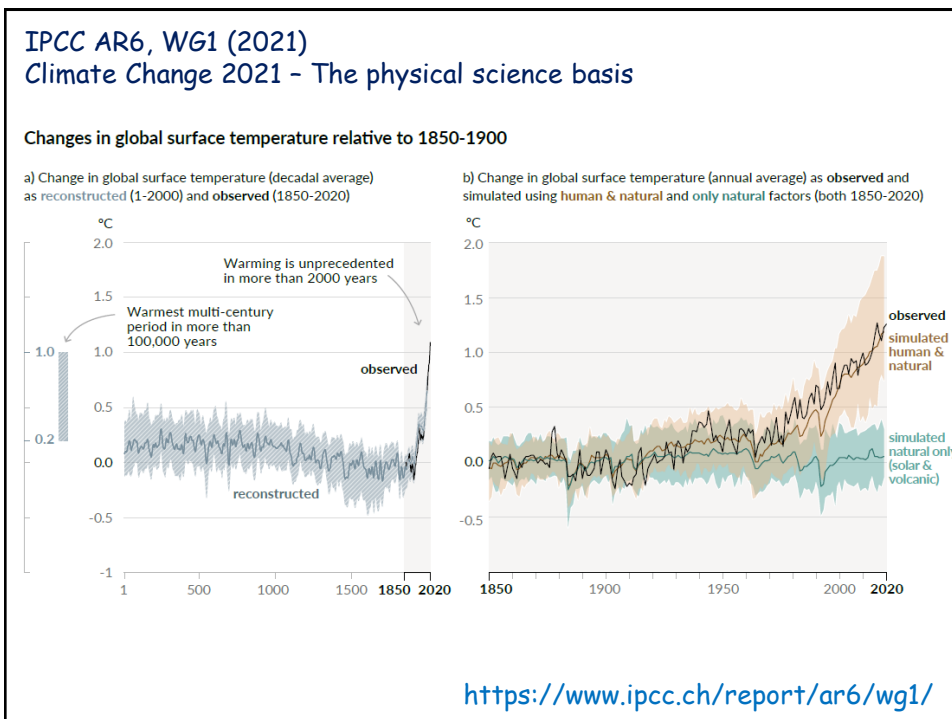 IPCC AR6, WG1 (2021)
Climate Change 2021 – The physical science basis
Changes in global surface temperature relative to 1850-1900
a) Change in global surface temperature (decadal average)
as reconstructed (1-2000) and observed (1850-2020)
°C
2.0
1.5
1.0
0.5
0.0
-0.5
-1
1.0
0.2
Warming is unprecedented
in more than 2000 years
Warmest multi-century
period in more than
100,000 years
observed
reconstructed
1 500 1000 1500 1850 2020
b) Change in global surface temperature (annual average) as observed and
simulated using human & natural and only natural factors (both 1850-2020)
°C
2.0
1.5
1.0
0.5
0.0
-0.5
observed
simulated
human &
natural
simulated
natural only
(solar &
volcanic)
1850 1900 1950 2000 2020
https://www.ipcc.ch/report/ar6/wg1/